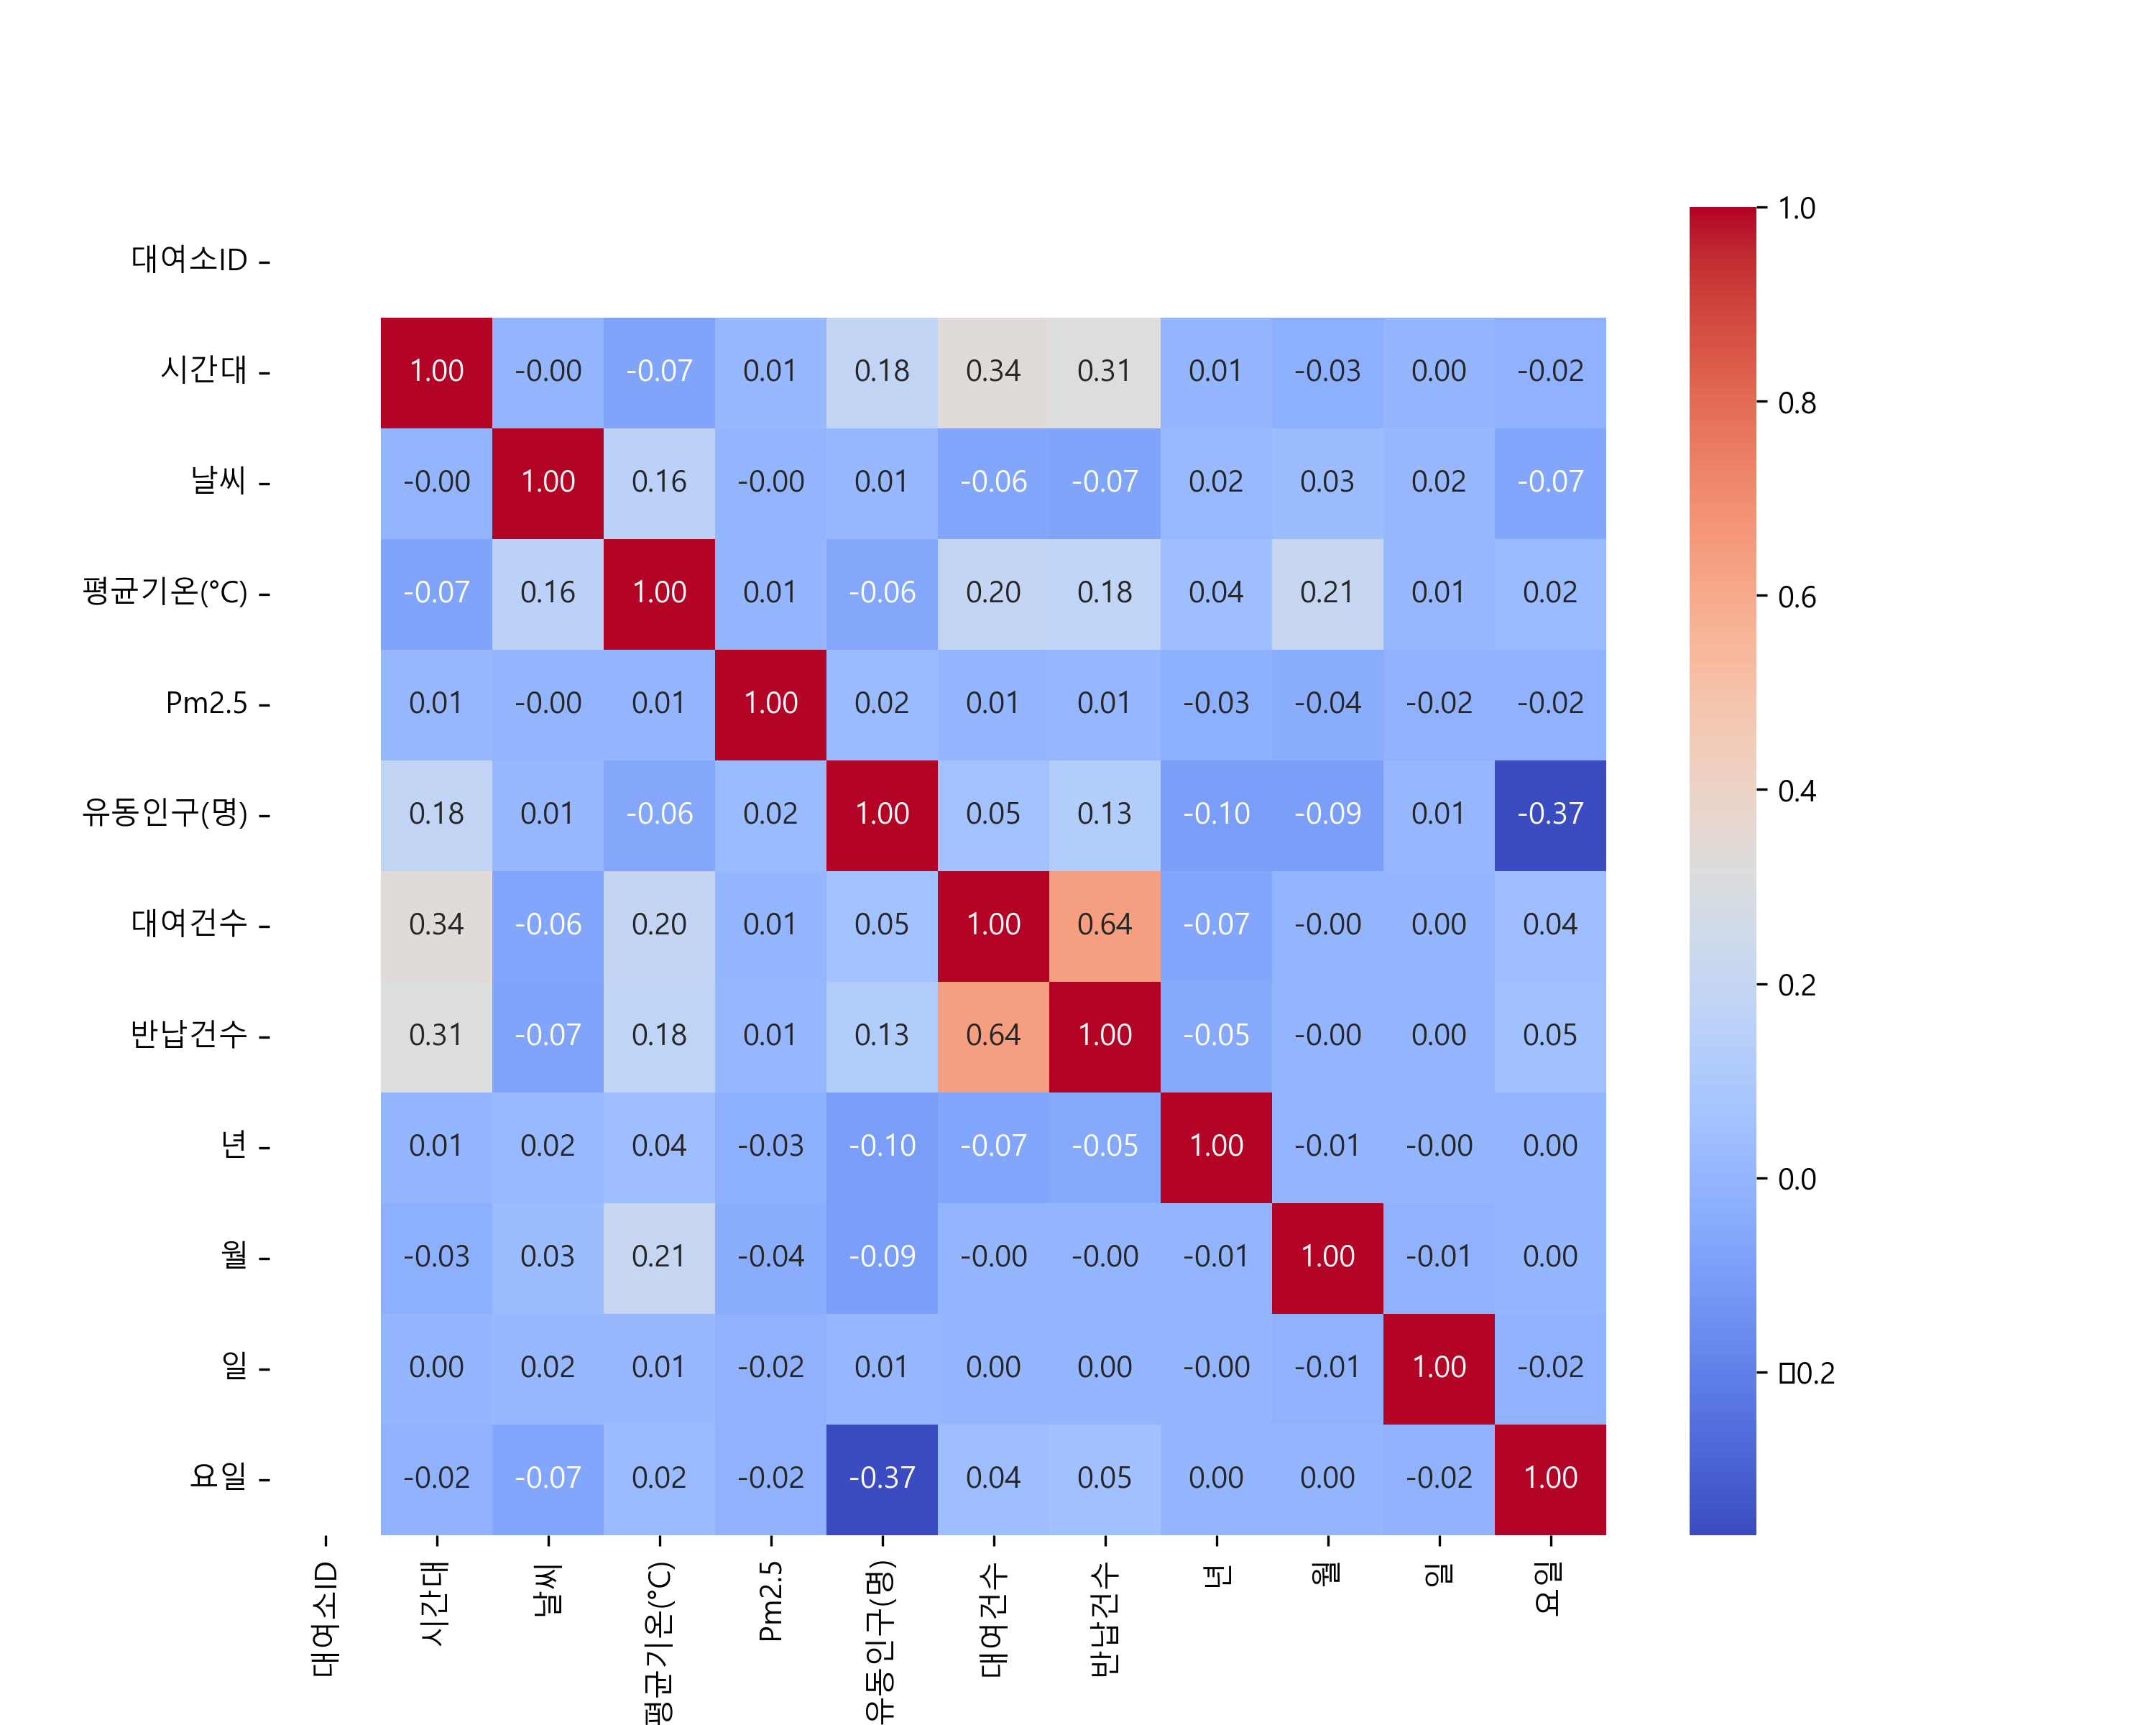 1.0
대여소ID
시간대 1.00 -0.00 -0.07 0.01 0.18 0.34 0.31 0.01 -0.03 0.00 -0.02
0.8
날씨 -0.00 1.00 0.16 -0.00 0.01 -0.06 -0.07 0.02 0.03 0.02 -0.07
평균기온(°C) -0.07 0.16 1.00 0.01 -0.06 0.20 0.18 0.04 0.21 0.01 0.02
0.6
Pm2.5 0.01 -0.00 0.01 1.00 0.02 0.01 0.01 -0.03 -0.04 -0.02 -0.02
0.4
유동인구(명) 0.18 0.01 -0.06 0.02 1.00 0.05 0.13 -0.10 -0.09 0.01 -0.37
대여건수 0.34 -0.06 0.20 0.01 0.05 1.00 0.64 -0.07 -0.00 0.00 0.04
0.2
반납건수 0.31 -0.07 0.18 0.01 0.13 0.64 1.00 -0.05 -0.00 0.00 0.05
년 0.01 0.02 0.04 -0.03 -0.10 -0.07 -0.05 1.00 -0.01 -0.00 0.00
0.0
월 -0.03 0.03 0.21 -0.04 -0.09 -0.00 -0.00 -0.01 1.00 -0.01 0.00
일 0.00 0.02 0.01 -0.02 0.01 0.00 0.00 -0.00 -0.01 1.00 -0.02
□0.2
요일 -0.02 -0.07 0.02 -0.02 -0.37 0.04 0.05 0.00 0.00 -0.02 1.00
대여소ID
시간대
날씨
평균기온(°C)
Pm2.5
유동인구(명)
대여건수
반납건수
년
월
일
요일